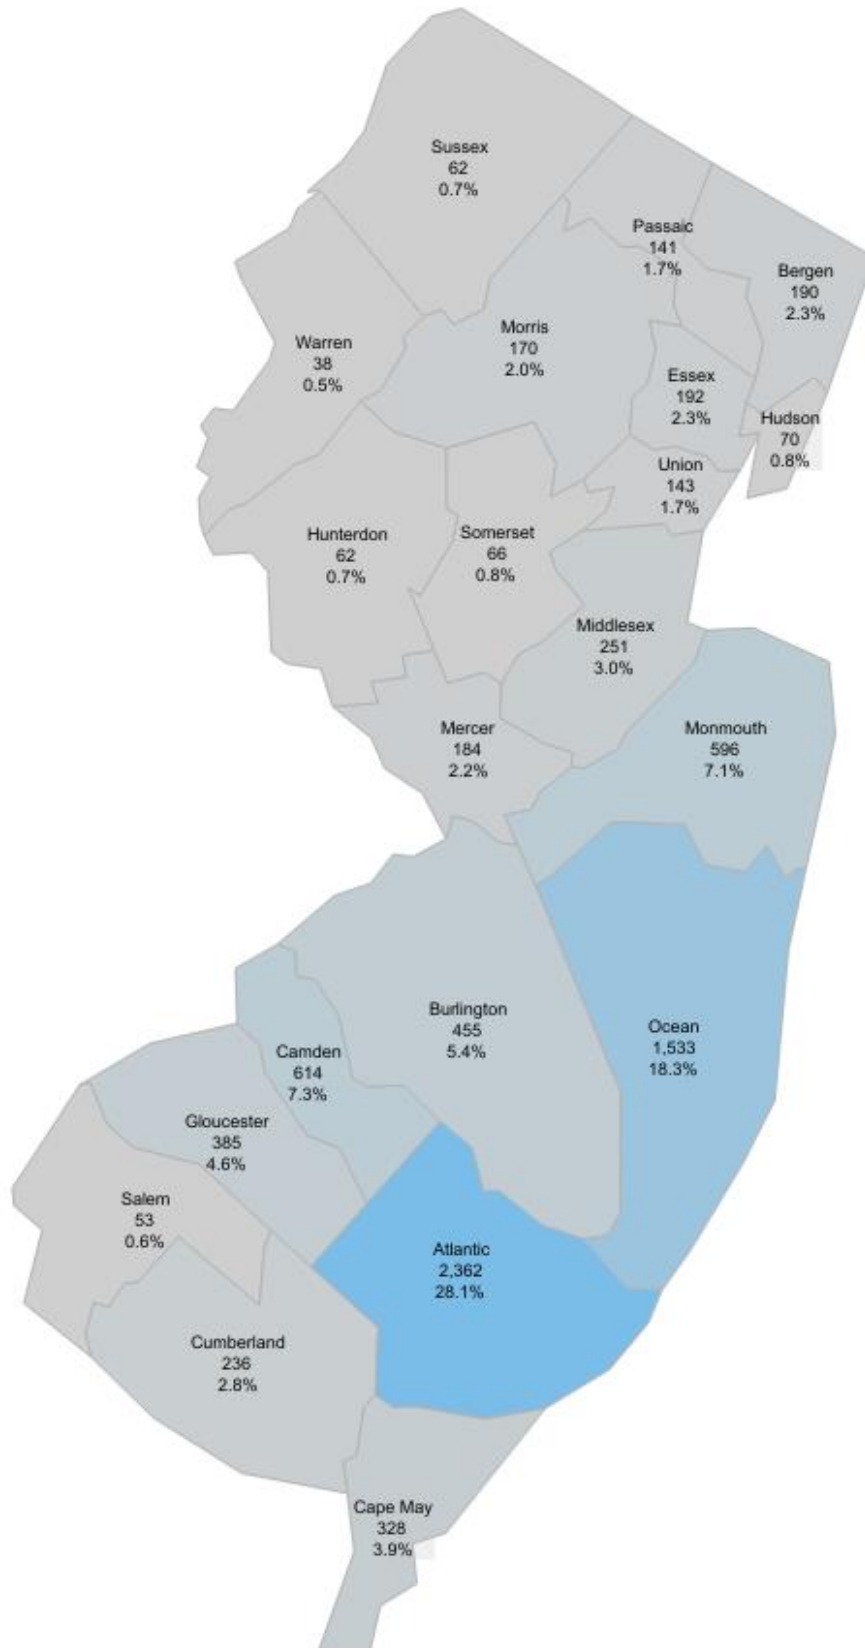 Sussex
62
0.7%
Passaic
141
1.7%
Bergen
190
2.3%
Warren
38
0.5%
Morris
170
2.0%
Essex
192
2.3%
Hudson
70
0.8%
Union
143
1.7%
Hunterdon
62
0.7%
Somerset
66
0.8%
Middlesex
251
3.0%
Mercer
184
2.2%
Monmouth
596
7.1%
Burlington
455
5.4%
Ocean
1,533
18.3%
Camden
614
7.3%
Gloucester
385
4.6%
Salem
53
0.6%
Atlantic
2,362
28.1%
Cumberland
236
2.8%
Cape May
328
3.9%